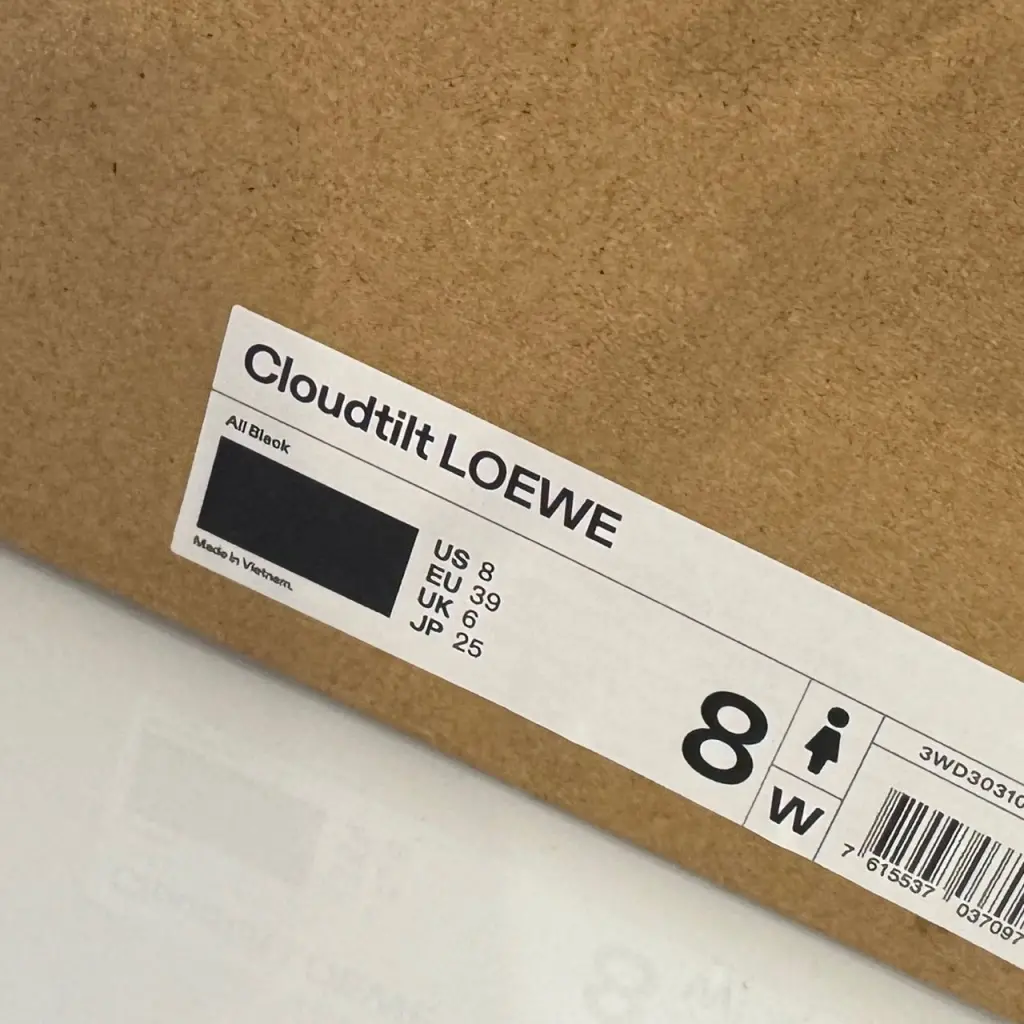 Cloudtilt LOEWE
All Black
Made in Vietnam.
US 8
EU 39
UK 6
JP 25
8
W
3WD30310
7 615537 037097